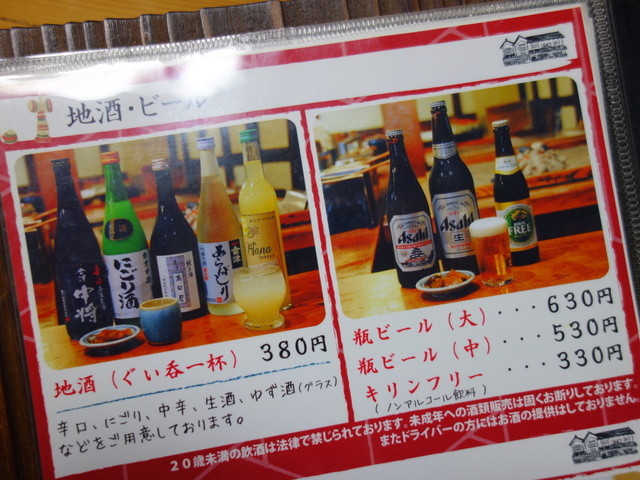 地酒・ビール
中将
にごり酒
あらばしり
Hana
Asahi
Asahi
生
FREE
地酒（ぐい呑一杯） 380円
辛口、にごり、中辛、生酒、ゆず酒(グラス)
などをご用意しております。
瓶ビール（大）・・・630円
瓶ビール（中）・・・530円
キリンフリー ・・・330円
（ノンアルコール飲料）
20歳未満の飲酒は法律で禁じられております。未成年への酒類販売は固くお断りしております。
またドライバーの方にはお酒の提供はしておりません。